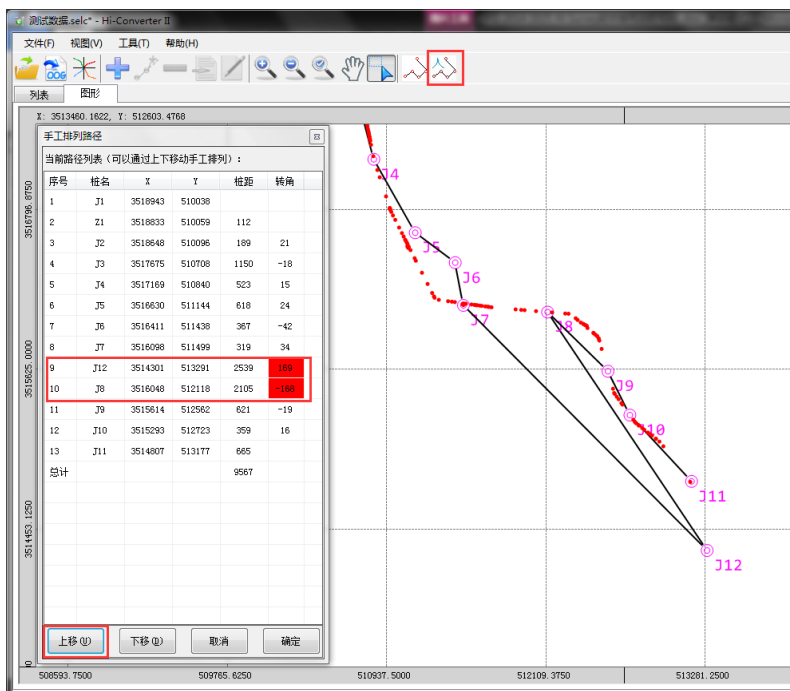 测试数据.selc* - Hi-Converter II
文件(F) 视图(V) 工具(T) 帮助(H)
OOG
列表 图形
X: 3513460.1622, Y: 512603.4768
手工排列路径
当前路径列表（可以通过上下移动手工排列）:
序号 桩名 X Y 桩距 转角
1 J1 3518943 510038
2 Z1 3518833 510059 112
3 J2 3518648 510096 189 21
4 J3 3517675 510708 1150 -18
5 J4 3517169 510840 523 15
6 J5 3516630 511144 618 24
7 J6 3516411 511438 367 -42
8 J7 3516098 511499 319 34
9 J12 3514301 513291 2539 169
10 J8 3516048 512118 2105 -168
11 J9 3515614 512562 621 -19
12 J10 3515293 512723 359 16
13 J11 3514807 513177 665
总计 9567
上移(U) 下移(D) 取消 确定
3516796.8750
3515625.0000
3514453.1250
J4
J5
J6
J7
J8
J9
J10
J11
J12
508593.7500 509765.6250 510937.5000 512109.3750 513281.2500